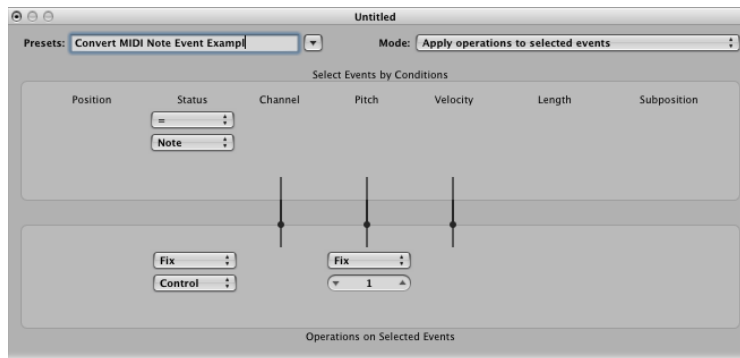 Untitled
Presets: Convert MIDI Note Event Exampl Mode: Apply operations to selected events
Select Events by Conditions
Position Status Channel Pitch Velocity Length Subposition
=
Note
Fix Fix
Control 1
Operations on Selected Events